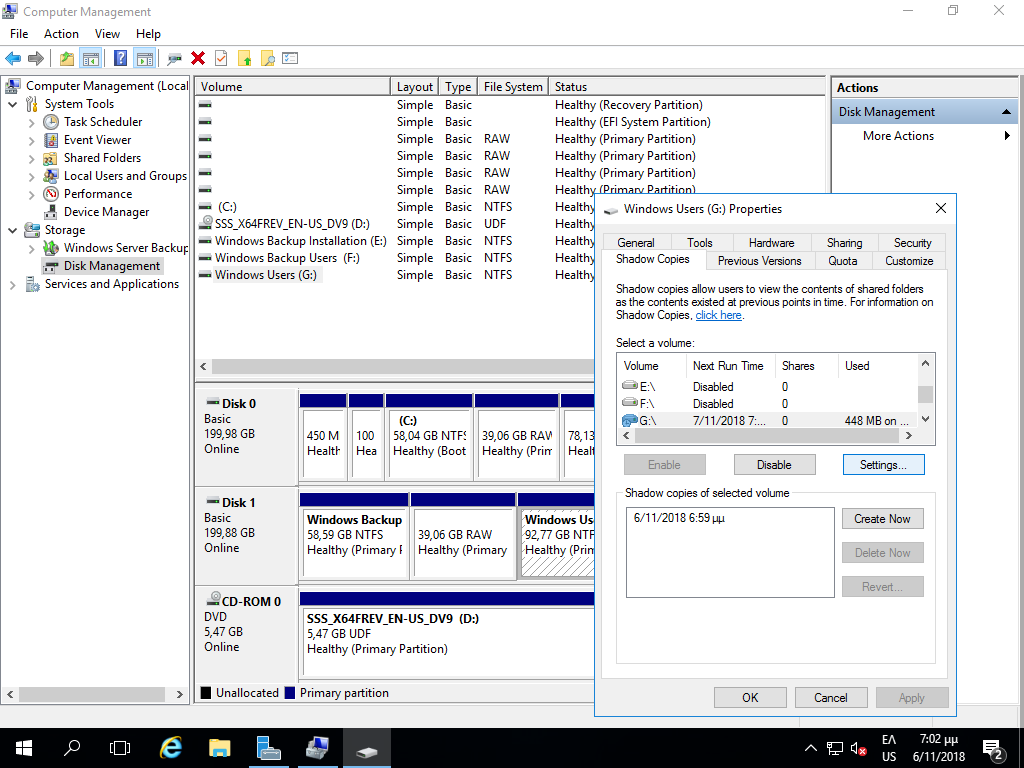 Computer Management
File Action View Help
Computer Management (Local
System Tools
Task Scheduler
Event Viewer
Shared Folders
Local Users and Groups
Performance
Device Manager
Storage
Windows Server Backup
Disk Management
Services and Applications
Volume Layout Type File System Status
Simple Basic Healthy (Recovery Partition)
Simple Basic Healthy (EFI System Partition)
Simple Basic RAW Healthy (Primary Partition)
Simple Basic RAW Healthy (Primary Partition)
Simple Basic RAW Healthy (Primary Partition)
Simple Basic RAW Healthy (Primary Partition)
(C:) Simple Basic NTFS Healthy
SSS_X64FREV_EN-US_DV9 (D:) Simple Basic UDF Healthy
Windows Backup Installation (E:) Simple Basic NTFS Healthy
Windows Backup Users (F:) Simple Basic NTFS Healthy
Windows Users (G:) Simple Basic NTFS Healthy
Disk 0
Basic
199,98 GB
Online
450 M
Health
100
Hea
(C:)
58,04 GB NTFS
Healthy (Boot
39,06 GB RAW
Healthy (Prim
78,13
Healt
Disk 1
Basic
199,88 GB
Online
Windows Backup
58,59 GB NTFS
Healthy (Primary P
39,06 GB RAW
Healthy (Primary
Windows Us
92,77 GB NTF
Healthy (Prim
CD-ROM 0
DVD
5,47 GB
Online
SSS_X64FREV_EN-US_DV9 (D:)
5,47 GB UDF
Healthy (Primary Partition)
Unallocated Primary partition
Actions
Disk Management
More Actions
Windows Users (G:) Properties
General Tools Hardware Sharing Security
Shadow Copies Previous Versions Quota Customize
Shadow copies allow users to view the contents of shared folders
as the contents existed at previous points in time. For information on
Shadow Copies, click here.
Select a volume:
Volume Next Run Time Shares Used
E:\ Disabled 0
F:\ Disabled 0
G:\ 7/11/2018 7:... 0 448 MB on ...
Enable Disable Settings...
Shadow copies of selected volume
6/11/2018 6:59 μμ
Create Now
Delete Now
Revert...
OK Cancel Apply
ΕΛ
US
7:02 μμ
6/11/2018
2